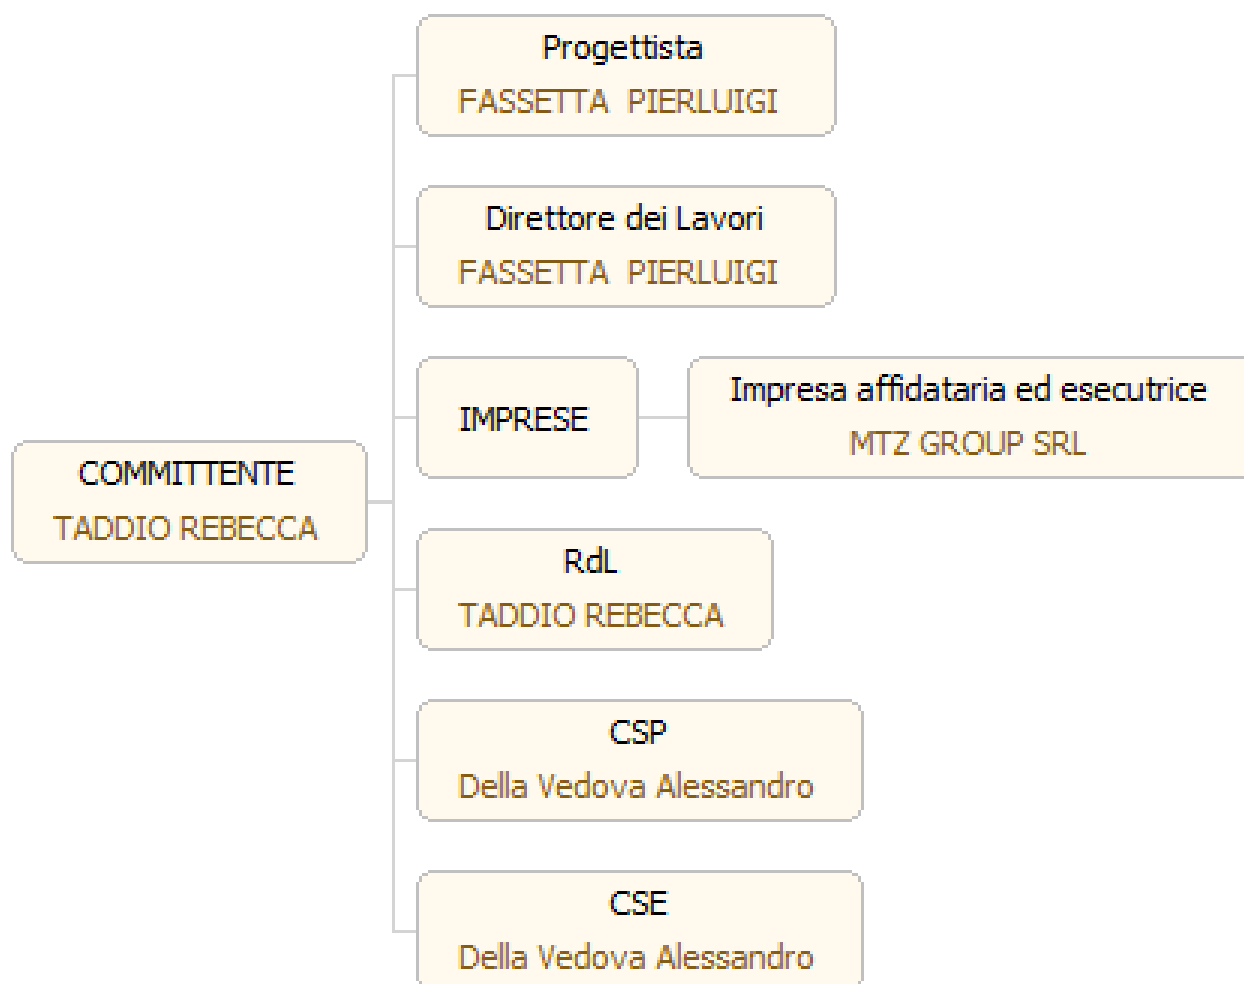 Progettista
FASSETTA PIERLUIGI
Direttore dei Lavori
FASSETTA PIERLUIGI
IMPRESE
Impresa affidataria ed esecutrice
MTZ GROUP SRL
COMMITTENTE
TADDIO REBECCA
RdL
TADDIO REBECCA
CSP
Della Vedova Alessandro
CSE
Della Vedova Alessandro